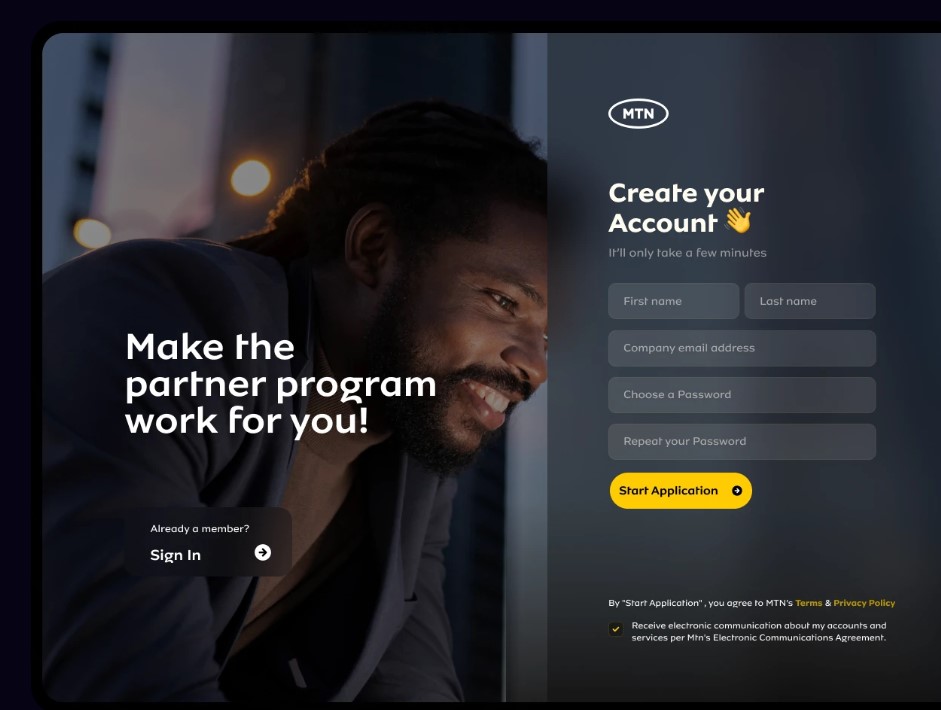 MTN
Create your
Account 👋
It'll only take a few minutes
First name
Last name
Company email address
Choose a Password
Repeat your Password
Start Application
By "Start Application" , you agree to MTN's Terms & Privacy Policy
Receive electronic communication about my accounts and
services per Mtn's Electronic Communications Agreement.
Make the
partner program
work for you!
Already a member?
Sign In